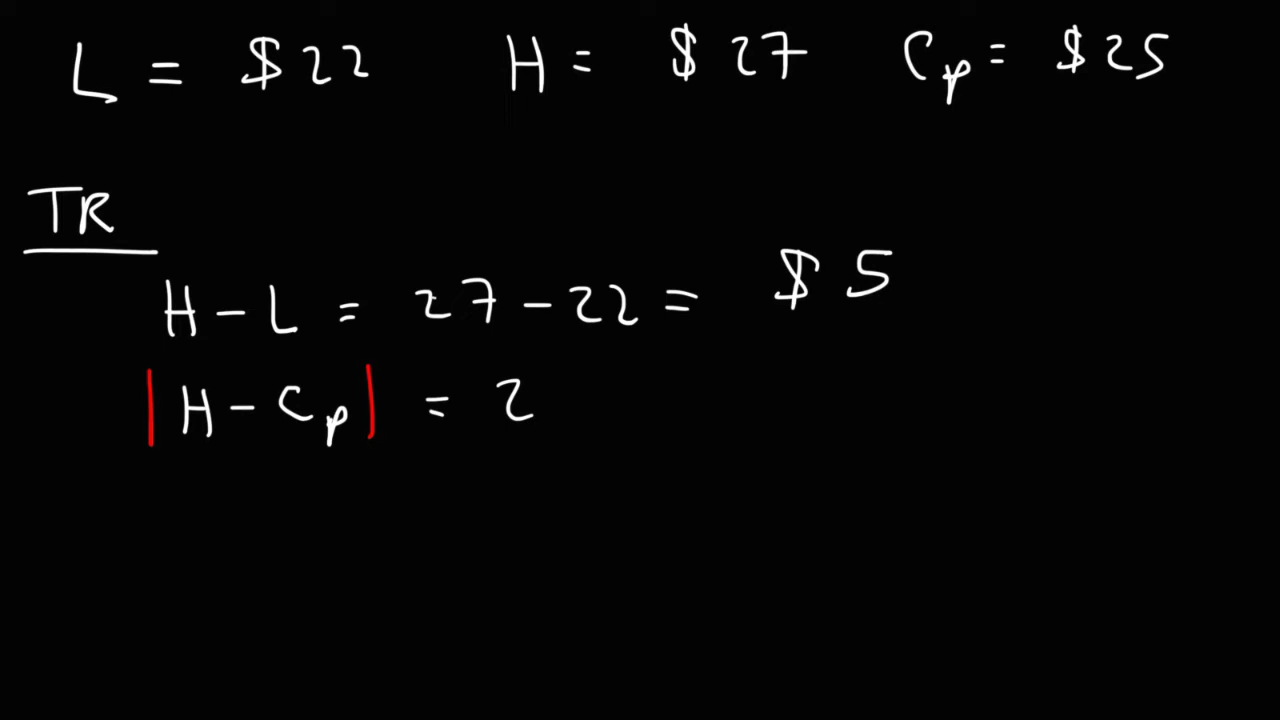 L = $22 H = $27 Cp = $25
TR
H - L = 27 - 22 = $5
|H - Cp| = 2